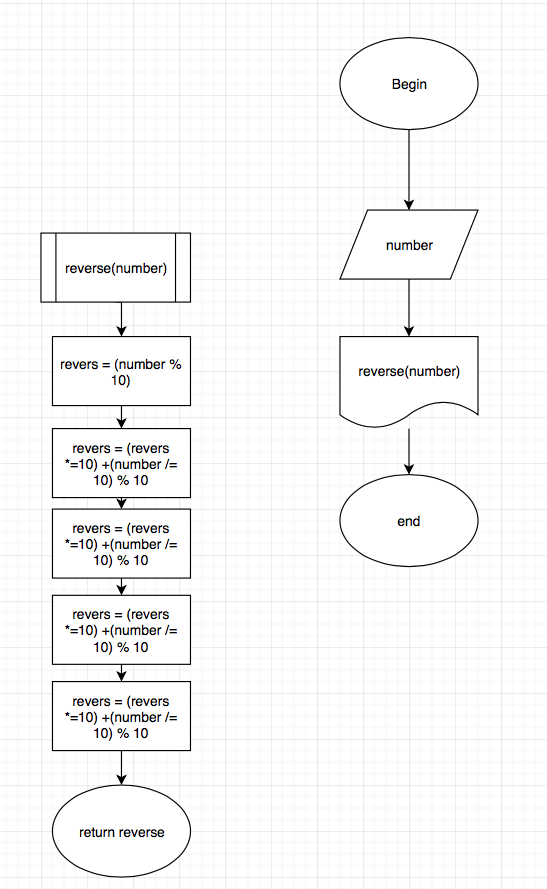 Begin
number
reverse(number)
end
reverse(number)
revers = (number %
10)
revers = (revers
*=10) +(number /=
10) % 10
revers = (revers
*=10) +(number /=
10) % 10
revers = (revers
*=10) +(number /=
10) % 10
revers = (revers
*=10) +(number /=
10) % 10
return reverse